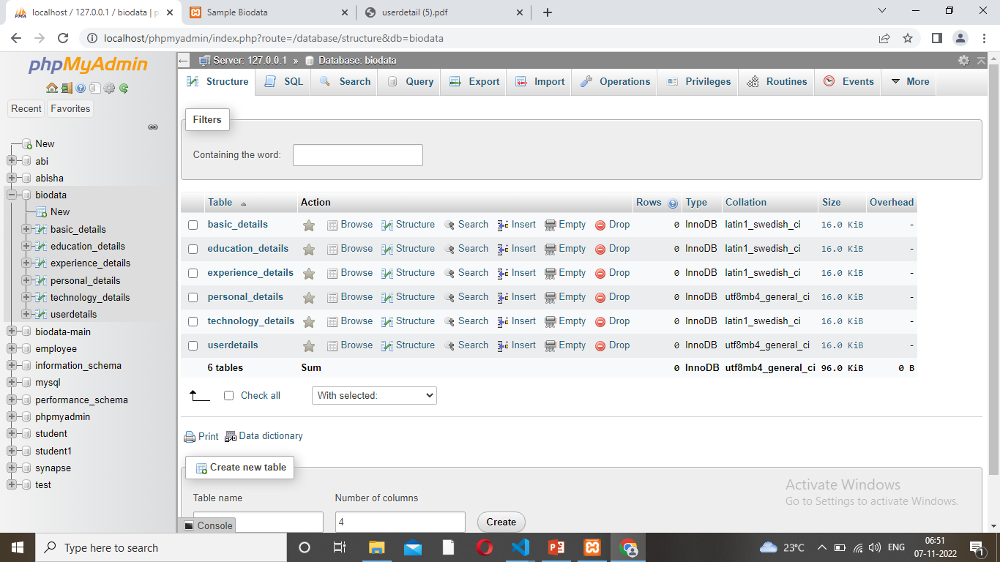 localhost / 127.0.0.1 / biodata | p
Sample Biodata
userdetail (5).pdf
localhost/phpmyadmin/index.php?route=/database/structure&db=biodata
phpMyAdmin
Recent Favorites
New
abi
abisha
biodata
New
basic_details
education_details
experience_details
personal_details
technology_details
userdetails
biodata-main
employee
information_schema
mysql
performance_schema
phpmyadmin
student
student1
synapse
test
Server: 127.0.0.1 » Database: biodata
Structure SQL Search Query Export Import Operations Privileges Routines Events More
Filters
Containing the word:
Table Action Rows Type Collation Size Overhead
basic_details Browse Structure Search Insert Empty Drop 0 InnoDB latin1_swedish_ci 16.0 KiB -
education_details Browse Structure Search Insert Empty Drop 0 InnoDB latin1_swedish_ci 16.0 KiB -
experience_details Browse Structure Search Insert Empty Drop 0 InnoDB latin1_swedish_ci 16.0 KiB -
personal_details Browse Structure Search Insert Empty Drop 0 InnoDB utf8mb4_general_ci 16.0 KiB -
technology_details Browse Structure Search Insert Empty Drop 0 InnoDB latin1_swedish_ci 16.0 KiB -
userdetails Browse Structure Search Insert Empty Drop 0 InnoDB utf8mb4_general_ci 16.0 KiB -
6 tables Sum 0 InnoDB utf8mb4_general_ci 96.0 KiB 0 B
Check all With selected:
Print Data dictionary
Create new table
Table name Number of columns
4 Create
Console
Activate Windows
Go to Settings to activate Windows.
Type here to search
23°C ENG 06:51
07-11-2022
1